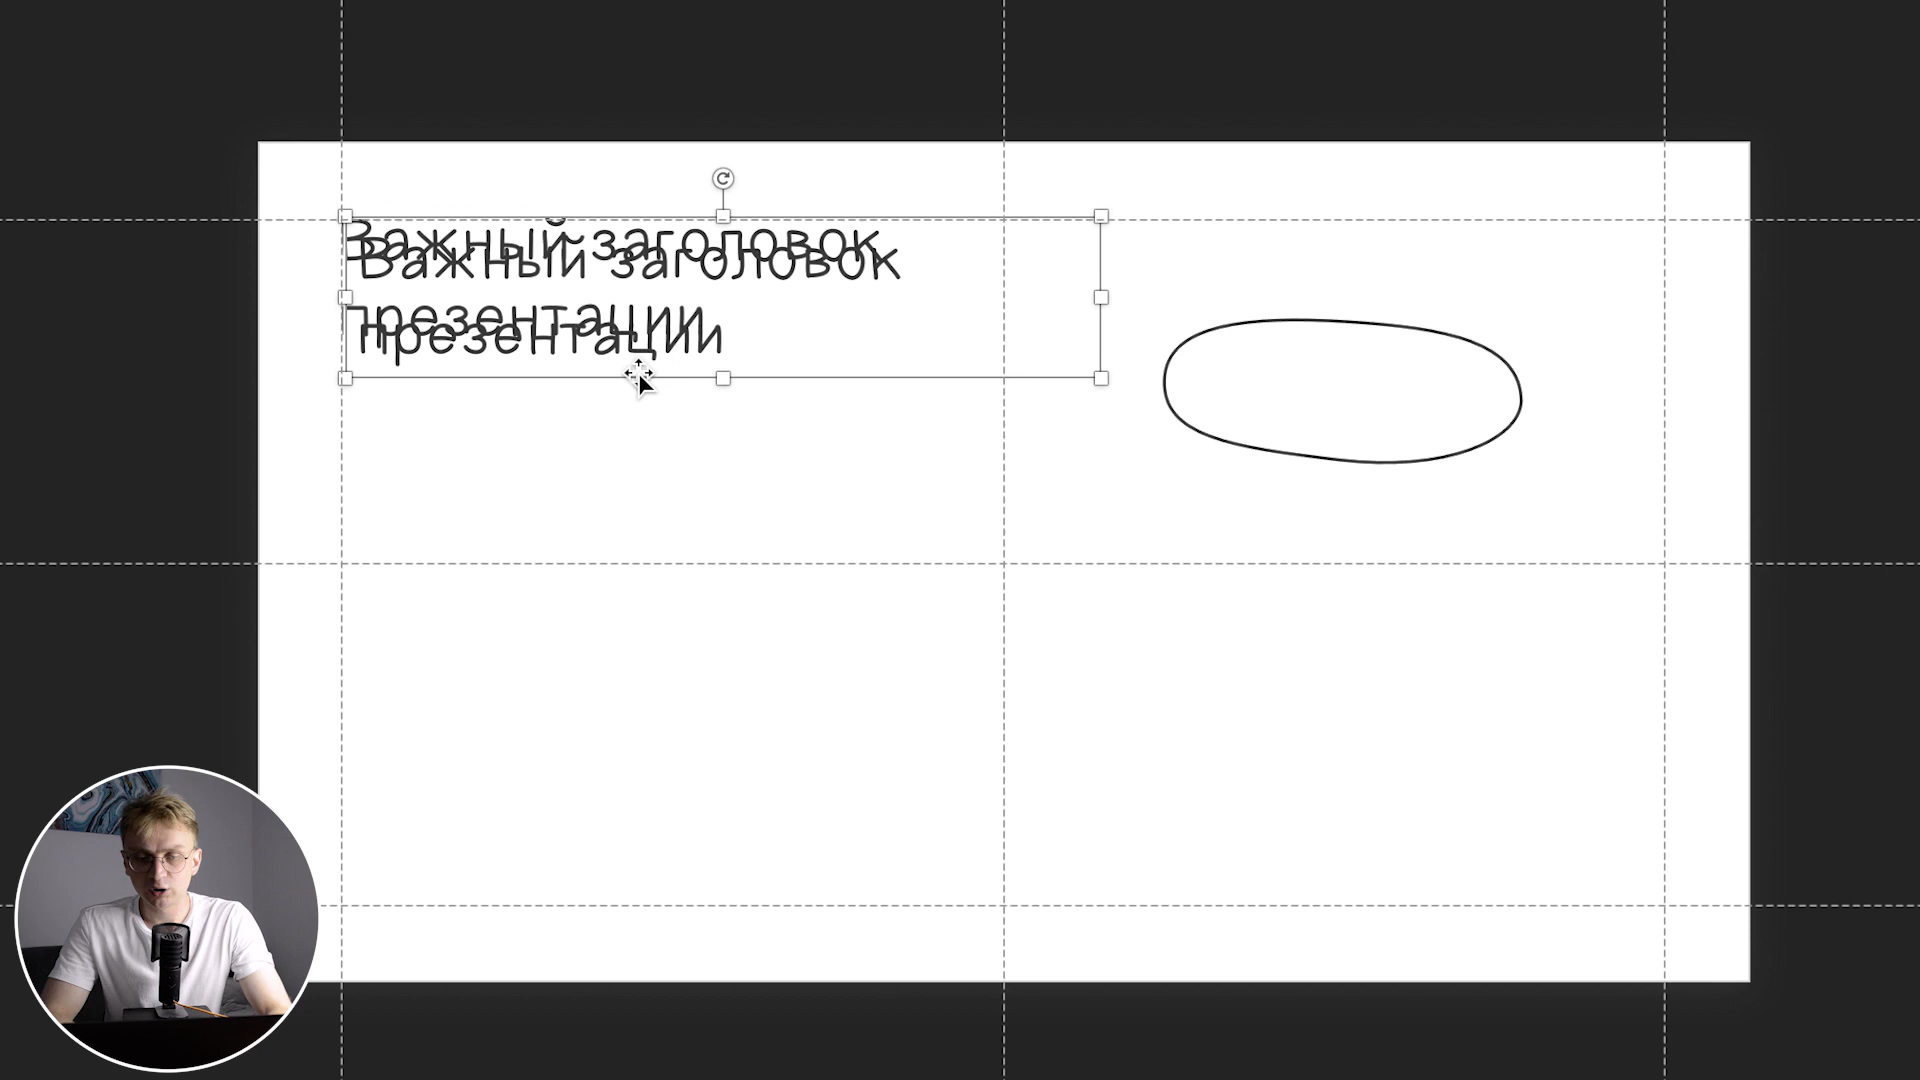 Важный заголовок
Важный заголовок
презентации
презентации